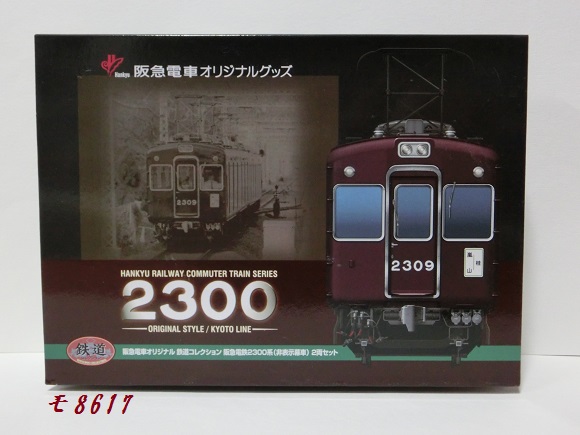 Hankyu
阪急電車オリジナルグッズ
2309
2309
嵐山
桂
HANKYU RAILWAY COMMUTER TRAIN SERIES
2300
ORIGINAL STYLE / KYOTO LINE
鉄道
阪急電車オリジナル 鉄道コレクション 阪急電鉄2300系(非表示幕車) 2両セット
モ8617